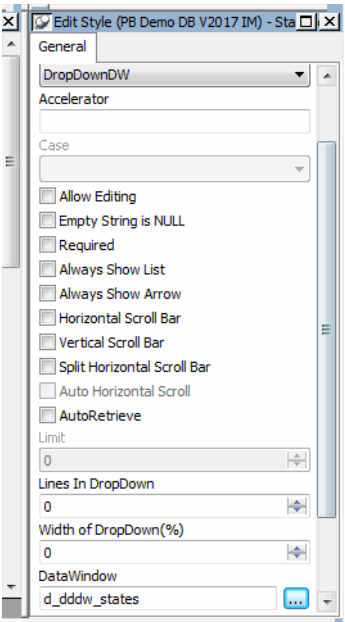 Edit Style (PB Demo DB V2017 IM) - Sta
General
DropDownDW
Accelerator
Case
Allow Editing
Empty String is NULL
Required
Always Show List
Always Show Arrow
Horizontal Scroll Bar
Vertical Scroll Bar
Split Horizontal Scroll Bar
Auto Horizontal Scroll
AutoRetrieve
Limit
0
Lines In DropDown
0
Width of DropDown(%)
0
DataWindow
d_dddw_states
...